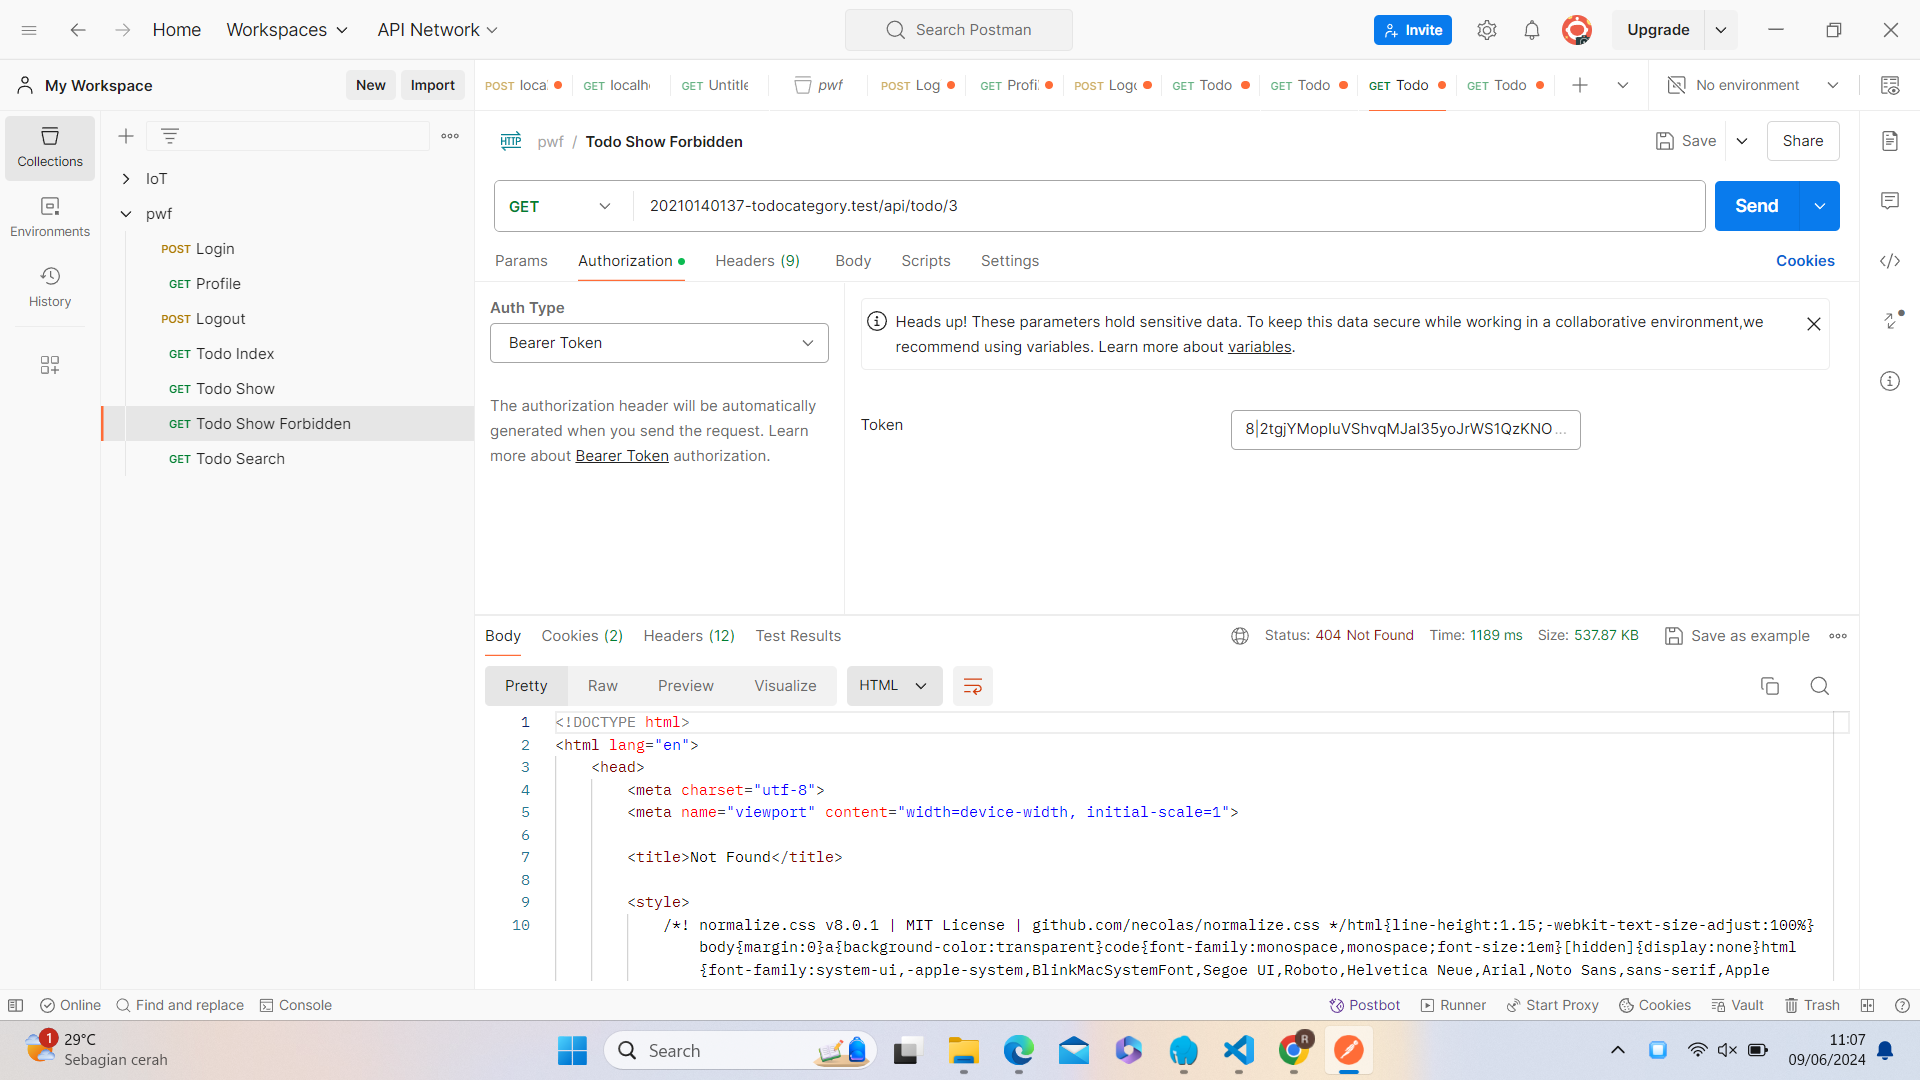 Home
Workspaces
API Network
Search Postman
Invite
Upgrade
My Workspace
New
Import
POST loca
GET localh
GET Untitle
pwf
POST Log
GET Profi
POST Logo
GET Todo
GET Todo
GET Todo
GET Todo
No environment
Collections
Environments
History
IoT
pwf
POST Login
GET Profile
POST Logout
GET Todo Index
GET Todo Show
GET Todo Show Forbidden
GET Todo Search
HTTP pwf / Todo Show Forbidden
Save
Share
GET
20210140137-todocategory.test/api/todo/3
Send
Params
Authorization
Headers (9)
Body
Scripts
Settings
Cookies
Auth Type
Bearer Token
The authorization header will be automatically
generated when you send the request. Learn
more about Bearer Token authorization.
Heads up! These parameters hold sensitive data. To keep this data secure while working in a collaborative environment,we
recommend using variables. Learn more about variables.
Token
8|2tgjYMopIuVShvqMJaI35yoJrWS1QzKNO...
Body
Cookies (2)
Headers (12)
Test Results
Status: 404 Not Found
Time: 1189 ms
Size: 537.87 KB
Save as example
Pretty
Raw
Preview
Visualize
HTML
1 <!DOCTYPE html>
2 <html lang="en">
3 <head>
4 <meta charset="utf-8">
5 <meta name="viewport" content="width=device-width, initial-scale=1">
6
7 <title>Not Found</title>
8
9 <style>
10 /*! normalize.css v8.0.1 | MIT License | github.com/necolas/normalize.css */html{line-height:1.15;-webkit-text-size-adjust:100%}
body{margin:0}a{background-color:transparent}code{font-family:monospace,monospace;font-size:1em}[hidden]{display:none}html
{font-family:system-ui,-apple-system,BlinkMacSystemFont,Segoe UI,Roboto,Helvetica Neue,Arial,Noto Sans,sans-serif,Apple
Online
Find and replace
Console
Postbot
Runner
Start Proxy
Cookies
Vault
Trash
1
29°C
Sebagian cerah
Search
R
11:07
09/06/2024